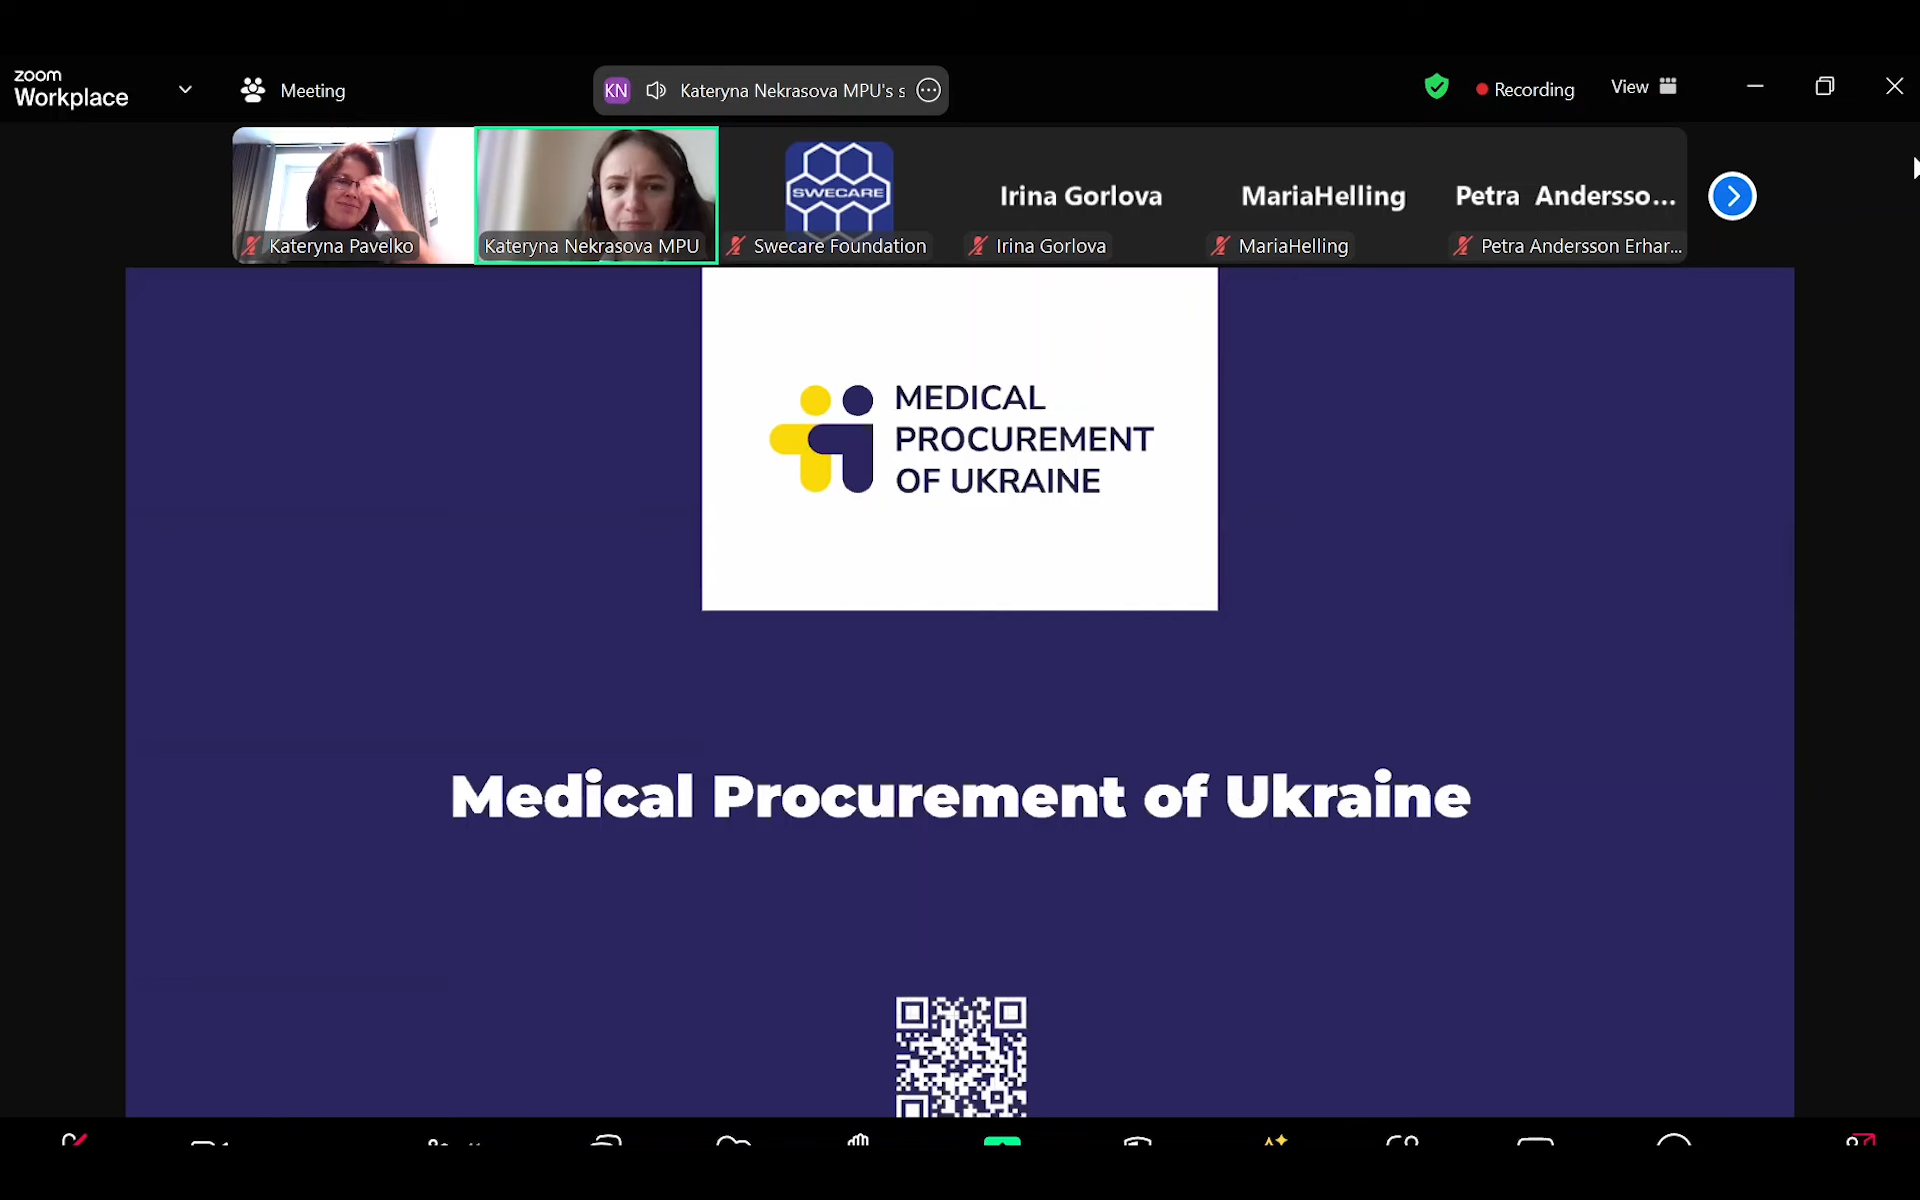 zoom
Workplace
Meeting
KN
Kateryna Nekrasova MPU's s
Recording
View
SWECARE
Irina Gorlova
MariaHelling
Petra Andersso...
Kateryna Pavelko
Kateryna Nekrasova MPU
Swecare Foundation
Irina Gorlova
MariaHelling
Petra Andersson Erhar...
MEDICAL
PROCUREMENT
OF UKRAINE
Medical Procurement of Ukraine